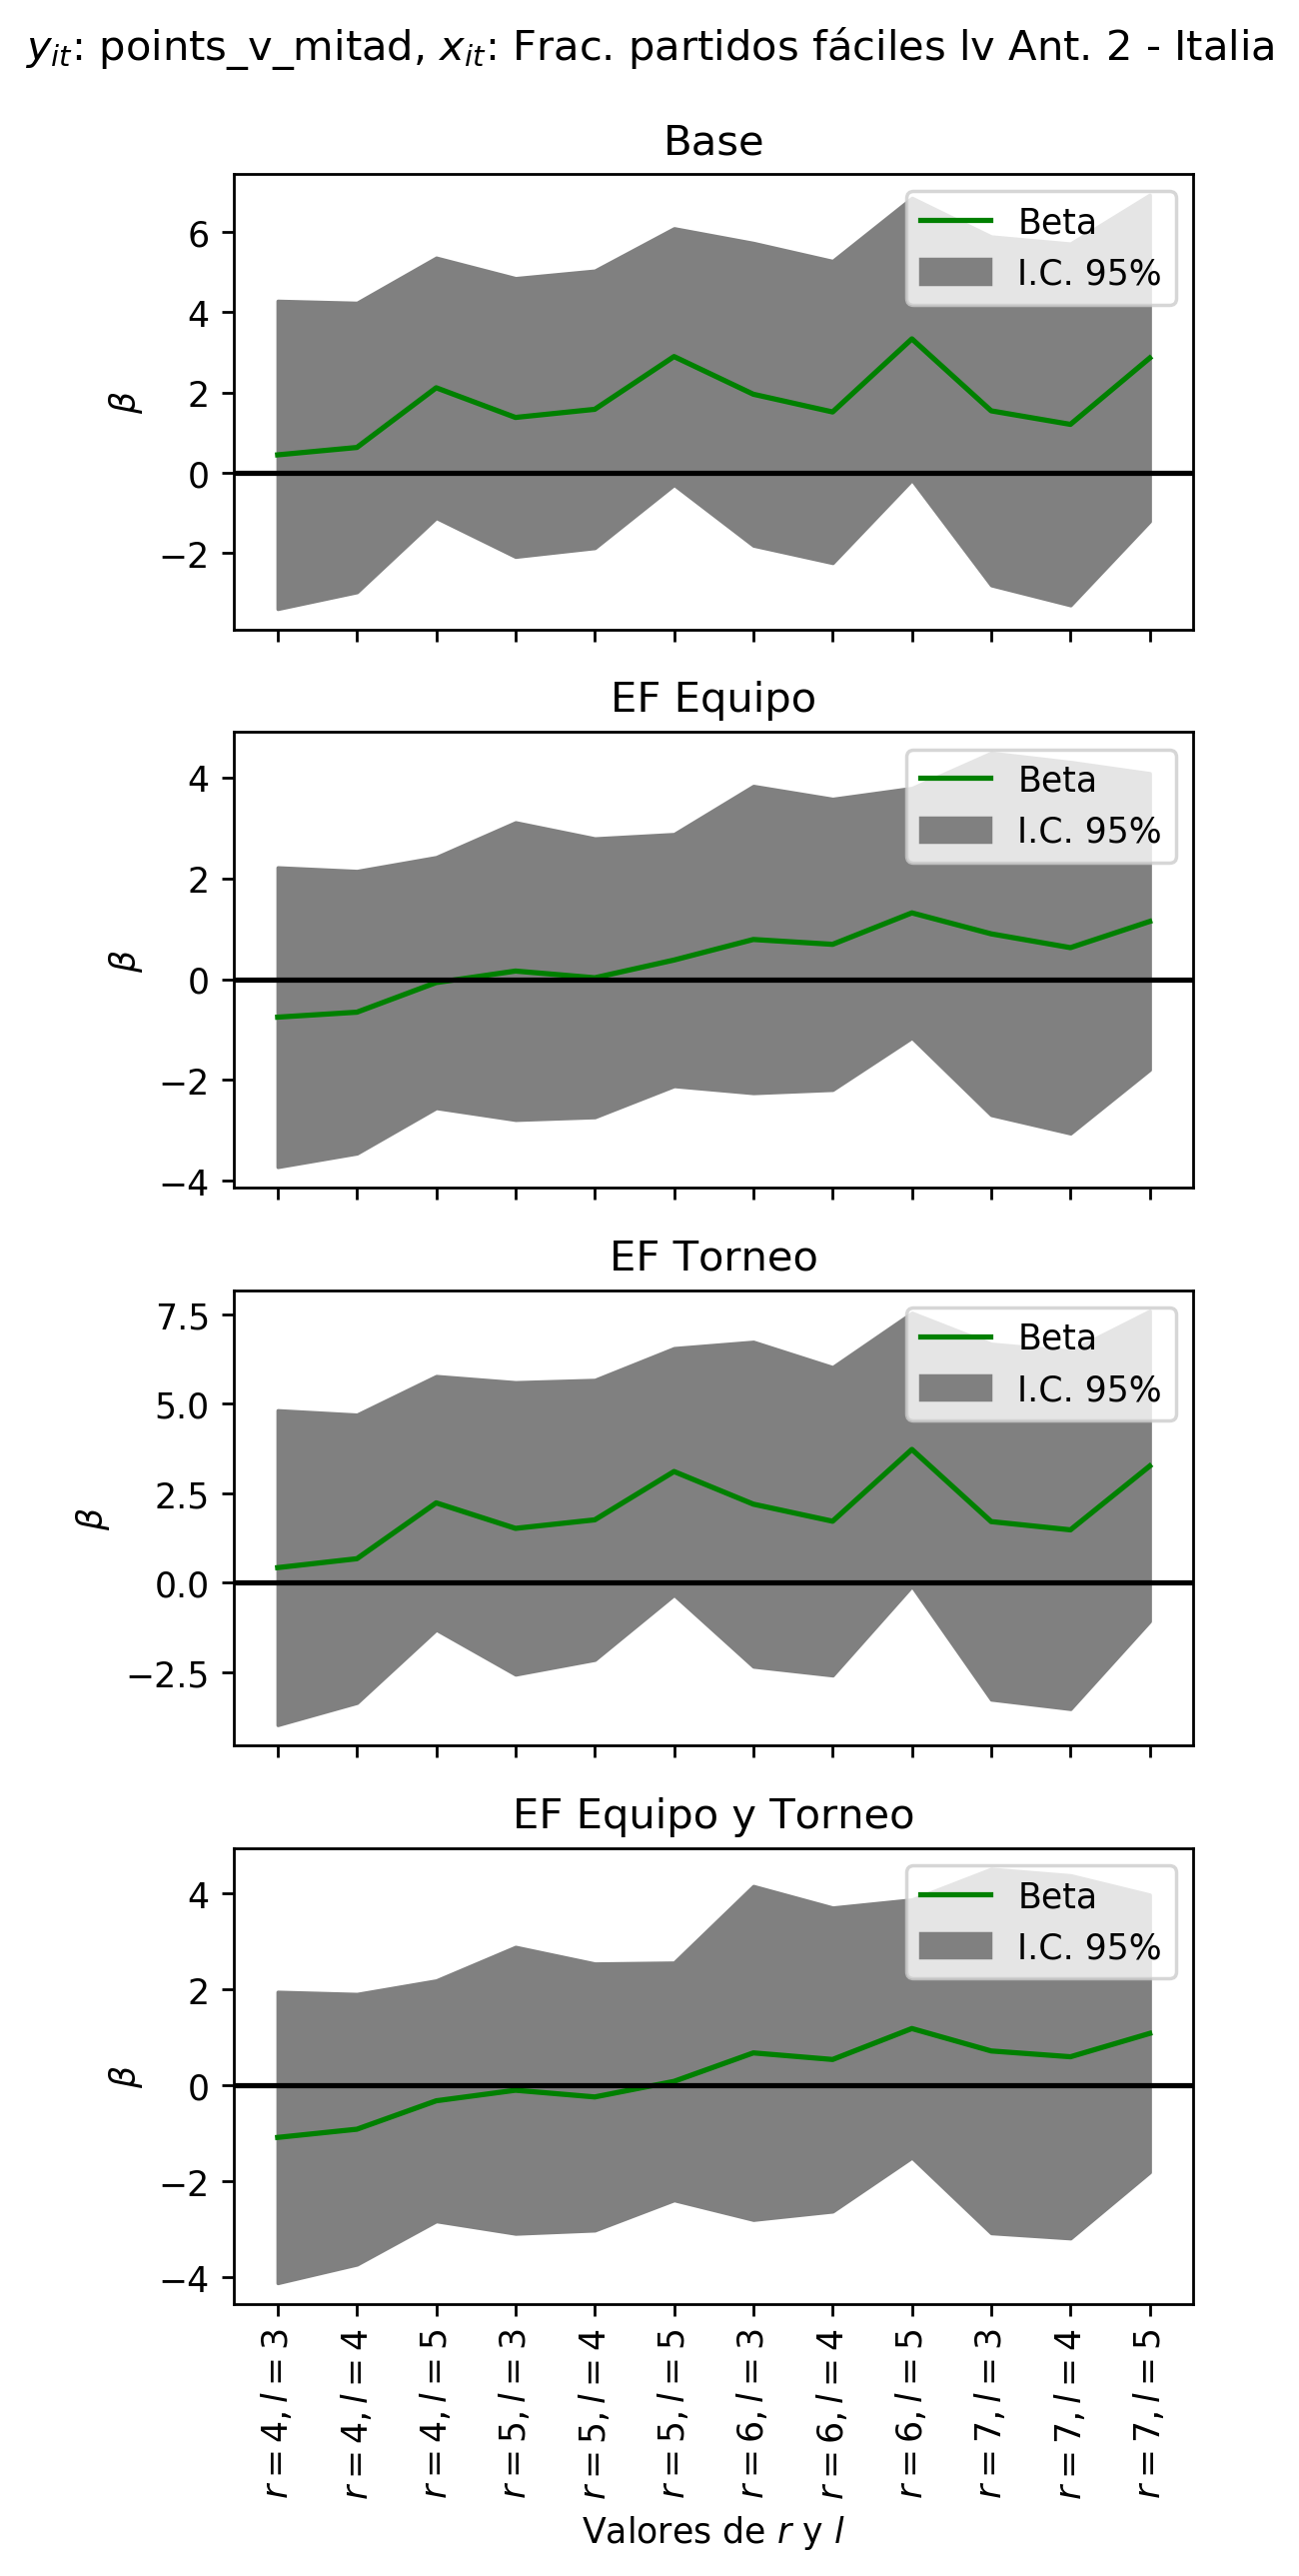 y_it: points_v_mitad, x_it: Frac. partidos fáciles lv Ant. 2 - Italia
Base
Beta
I.C. 95%
6
4
2
0
−2
β
EF Equipo
Beta
I.C. 95%
4
2
0
−2
−4
β
EF Torneo
Beta
I.C. 95%
7.5
5.0
2.5
0.0
−2.5
β
EF Equipo y Torneo
Beta
I.C. 95%
4
2
0
−2
−4
β
r = 4, l = 3
r = 4, l = 4
r = 4, l = 5
r = 5, l = 3
r = 5, l = 4
r = 5, l = 5
r = 6, l = 3
r = 6, l = 4
r = 6, l = 5
r = 7, l = 3
r = 7, l = 4
r = 7, l = 5
Valores de r y l